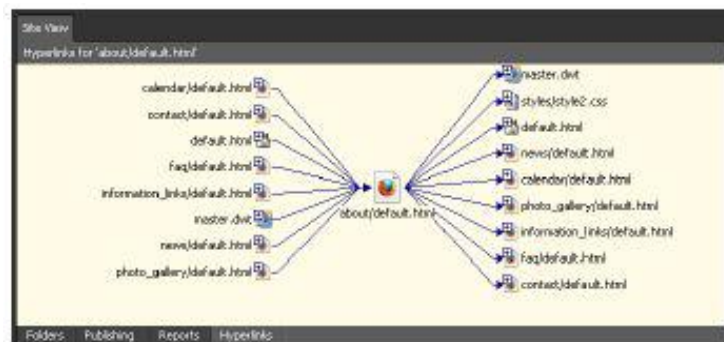 Site View
Hyperlinks for 'about/default.html'
calendar/default.html
contact/default.html
default.html
faq/default.html
information_links/default.html
master.dwt
news/default.html
photo_gallery/default.html
about/default.html
master.dwt
styles/style2.css
default.html
news/default.html
calendar/default.html
photo_gallery/default.html
information_links/default.html
faq/default.html
contact/default.html
Folders Publishing Reports Hyperlinks